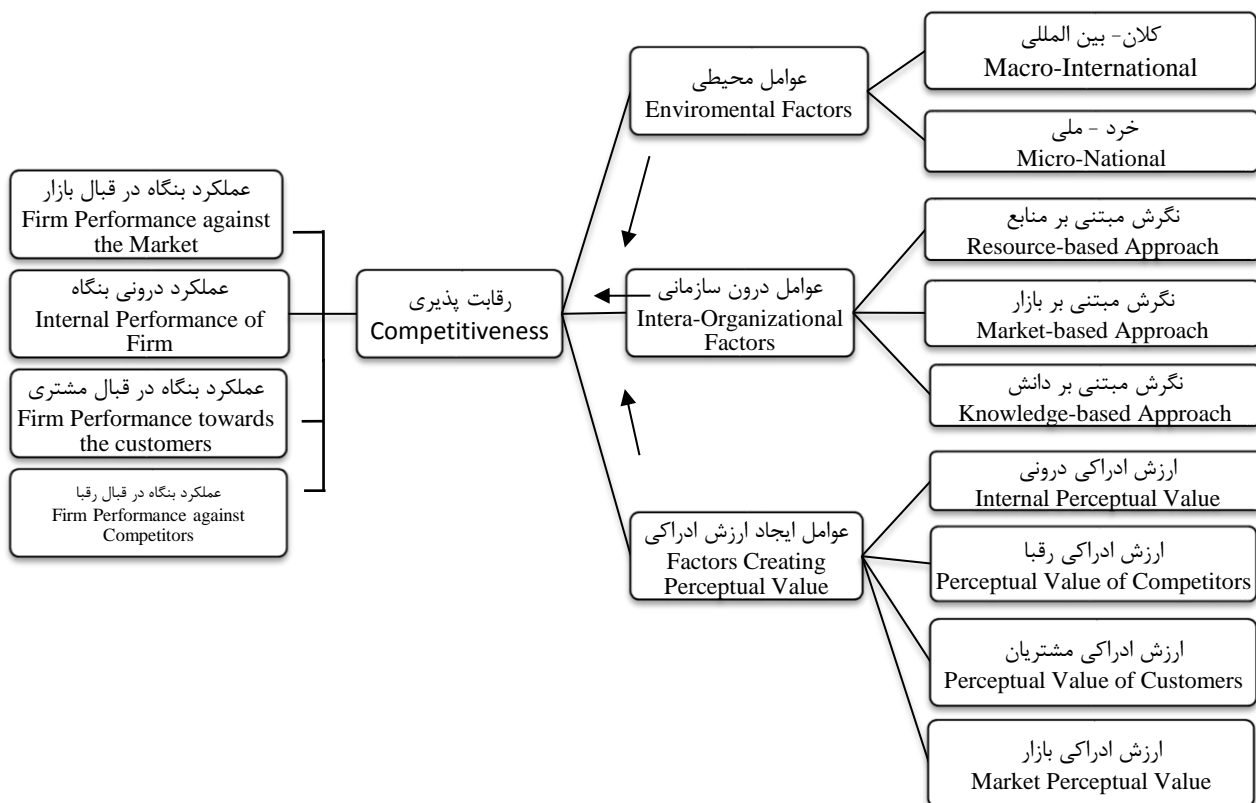 کلان- بین المللی
Macro-International
عوامل محیطی
Enviromental Factors
خرد - ملی
Micro-National
عملکرد بنگاه در قبال بازار
Firm Performance against
the Market
نگرش مبتنی بر منابع
Resource-based Approach
عملکرد درونی بنگاه
Internal Performance of
Firm
رقابت پذیری
Competitiveness
عوامل درون سازمانی
Intera-Organizational
Factors
نگرش مبتنی بر بازار
Market-based Approach
عملکرد بنگاه در قبال مشتری
Firm Performance towards
the customers
نگرش مبتنی بر دانش
Knowledge-based Approach
عملکرد بنگاه در قبال رقبا
Firm Performance against
Competitors
ارزش ادراکی درونی
Internal Perceptual Value
عوامل ایجاد ارزش ادراکی
Factors Creating
Perceptual Value
ارزش ادراکی رقبا
Perceptual Value of Competitors
ارزش ادراکی مشتریان
Perceptual Value of Customers
ارزش ادراکی بازار
Market Perceptual Value